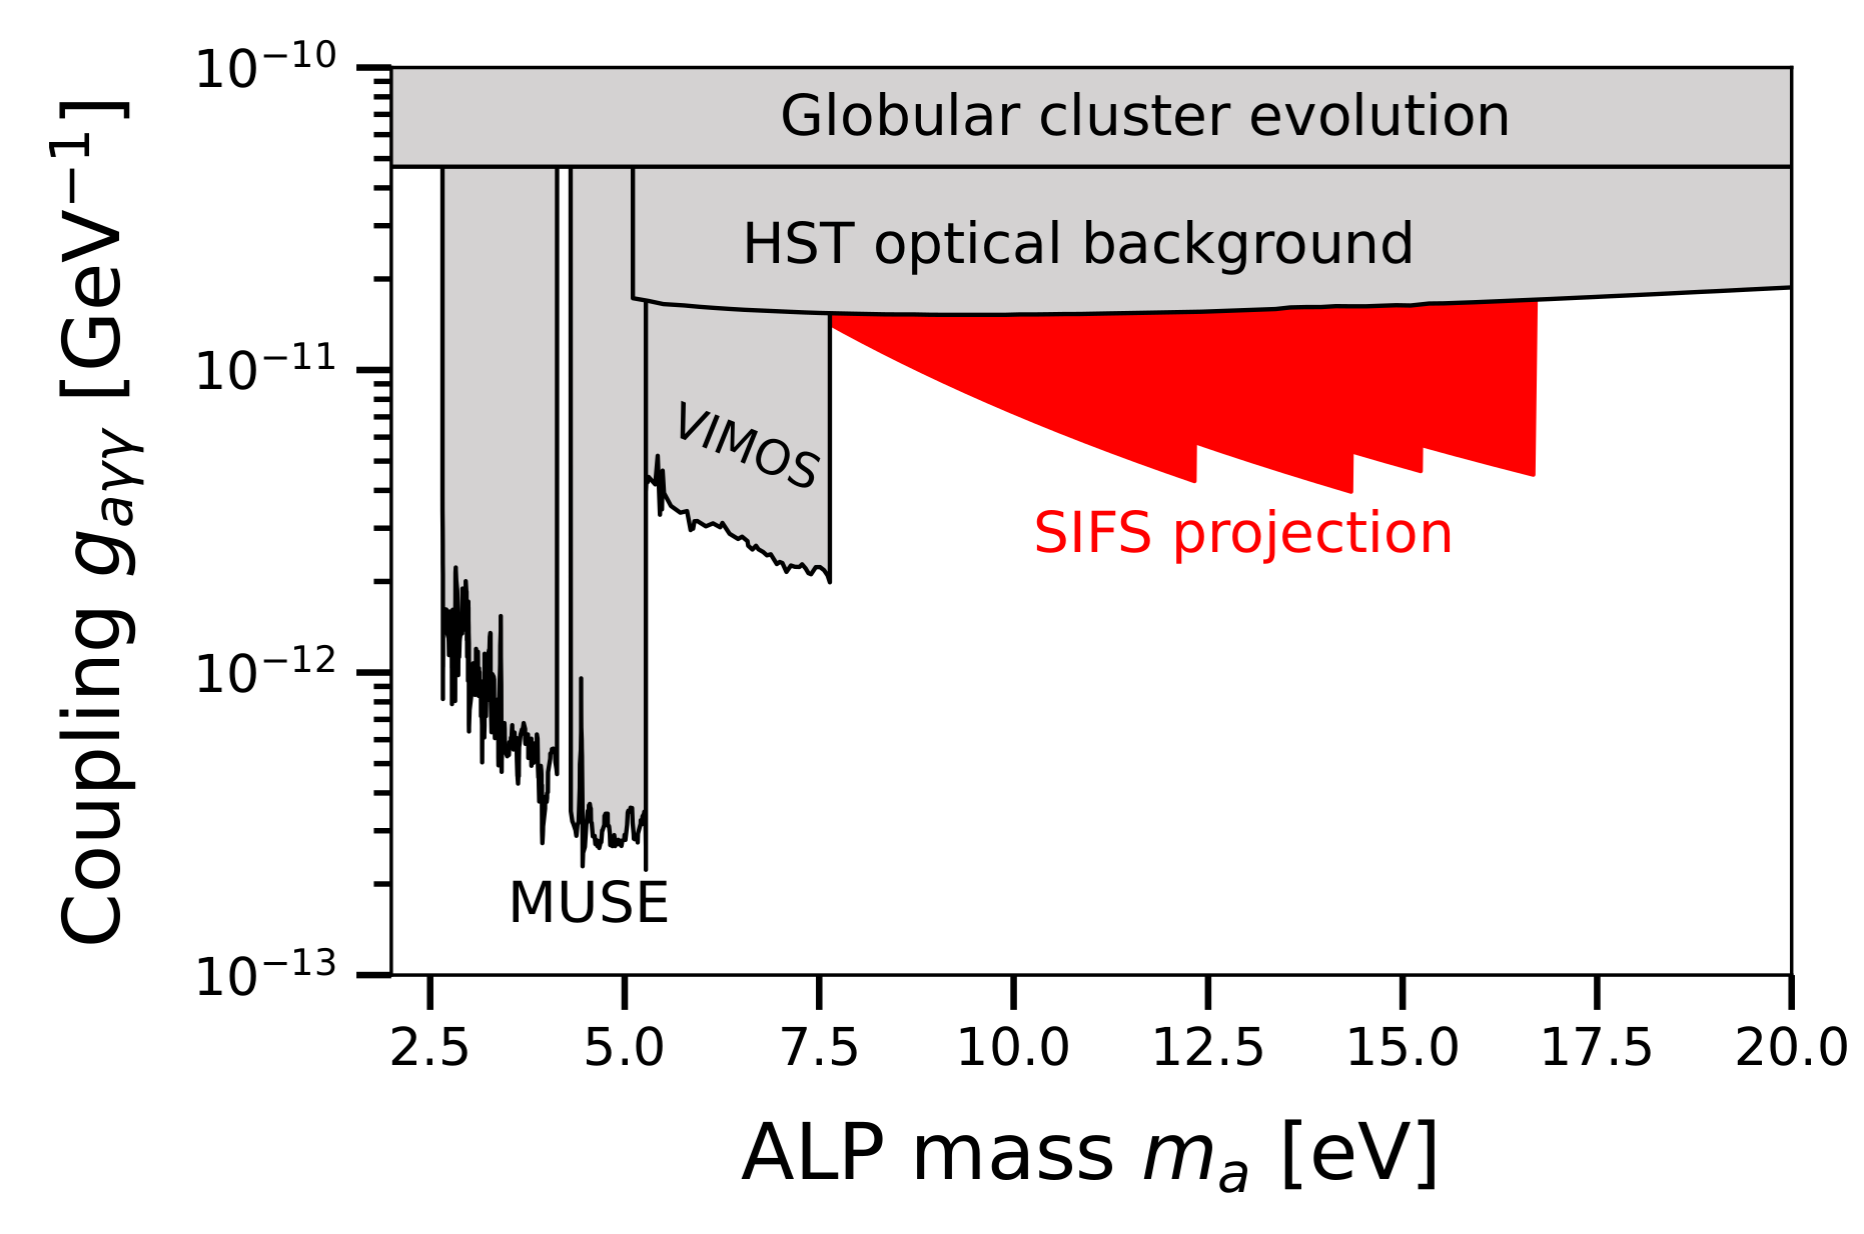 10⁻¹⁰
Globular cluster evolution
HST optical background
10⁻¹¹
VIMOS
SIFS projection
10⁻¹²
MUSE
10⁻¹³
Coupling g_aγγ [GeV⁻¹]
2.5 5.0 7.5 10.0 12.5 15.0 17.5 20.0
ALP mass m_a [eV]